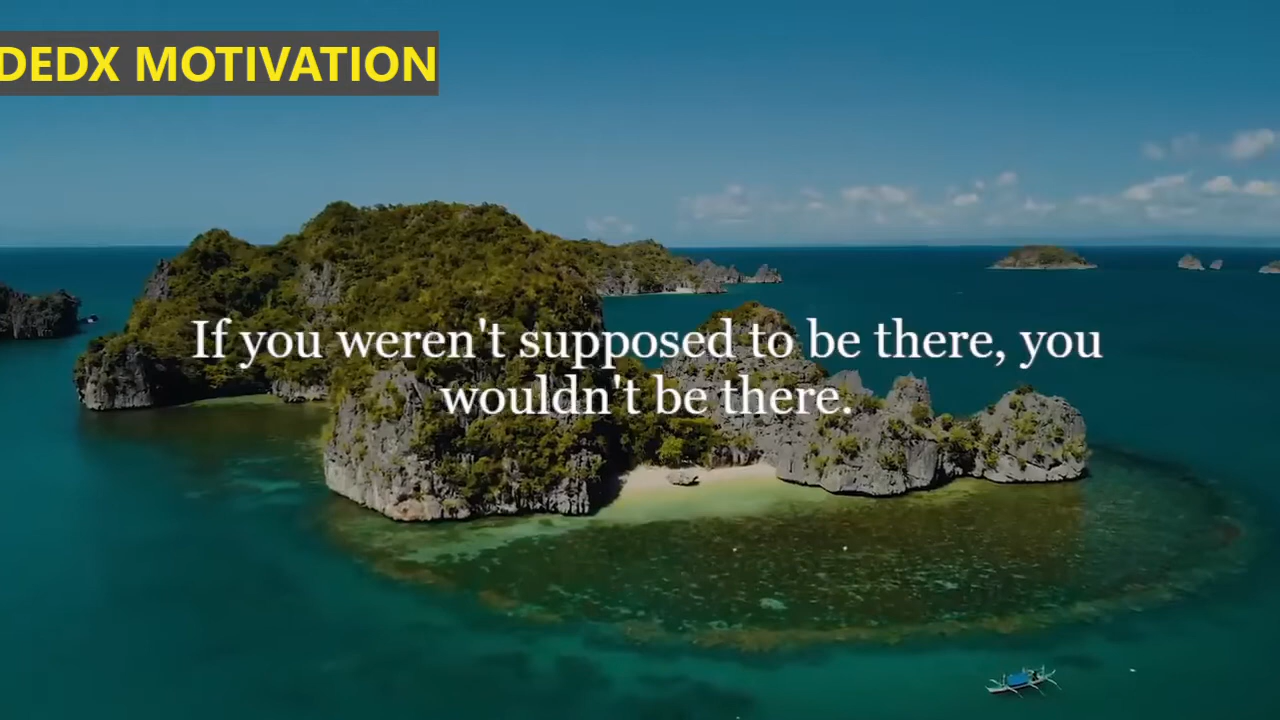 DEDX MOTIVATION
If you weren't supposed to be there, you
wouldn't be there.